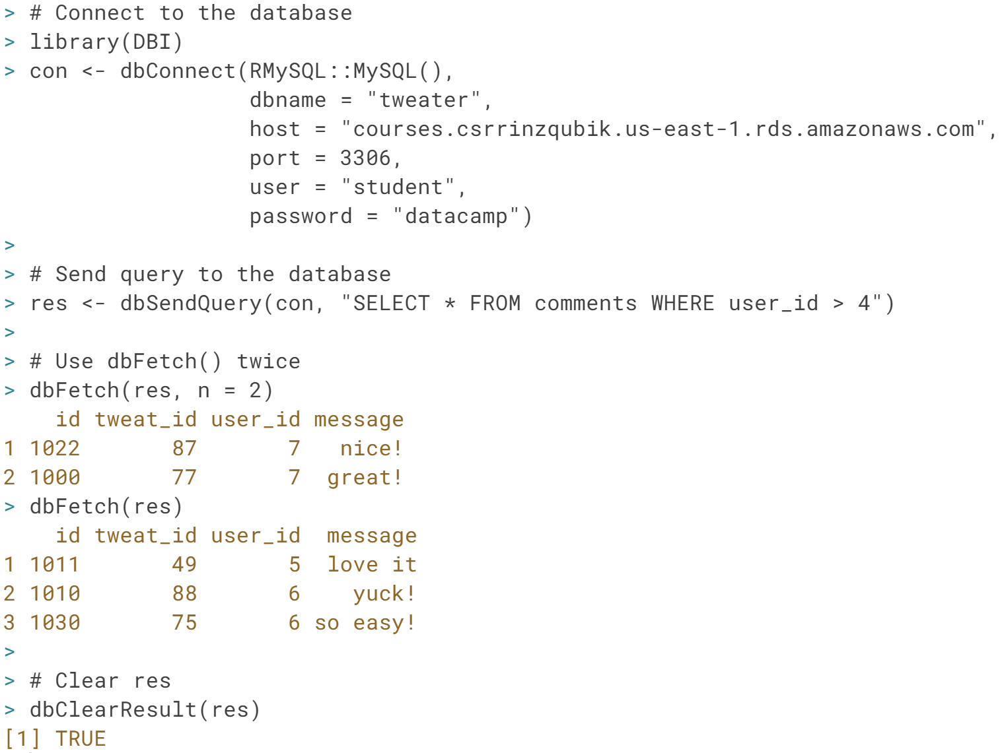 > # Connect to the database
> library(DBI)
> con <- dbConnect(RMySQL::MySQL(),
                   dbname = "tweater",
                   host = "courses.csrrinzqubik.us-east-1.rds.amazonaws.com",
                   port = 3306,
                   user = "student",
                   password = "datacamp")
>
> # Send query to the database
> res <- dbSendQuery(con, "SELECT * FROM comments WHERE user_id > 4")
>
> # Use dbFetch() twice
> dbFetch(res, n = 2)
    id tweat_id user_id message
1 1022       87       7   nice!
2 1000       77       7  great!
> dbFetch(res)
    id tweat_id user_id  message
1 1011       49       5  love it
2 1010       88       6    yuck!
3 1030       75       6 so easy!
>
> # Clear res
> dbClearResult(res)
[1] TRUE